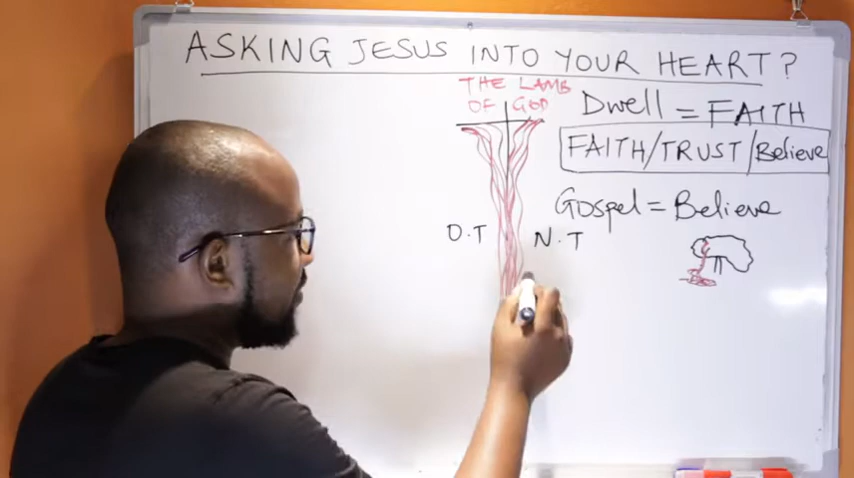 ASKING JESUS INTO YOUR HEART?
THE LAMB
OF GOD
Dwell = FAITH
FAITH/TRUST/Believe
Gospel = Believe
O.T
N.T